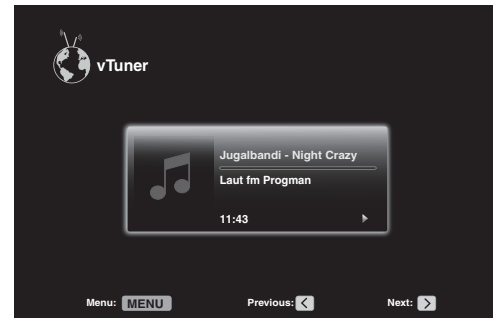 vTuner
Jugalbandi - Night Crazy
Laut fm Progman
11:43
Menu: MENU Previous: < Next: >